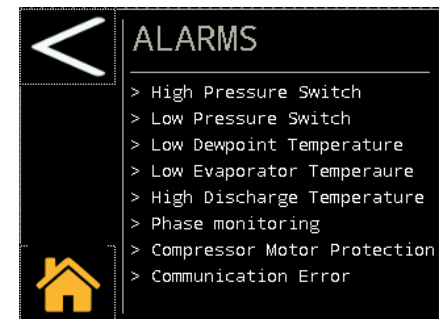 ALARMS
> High Pressure Switch
> Low Pressure Switch
> Low Dewpoint Temperature
> Low Evaporator Temperaure
> High Discharge Temperature
> Phase monitoring
> Compressor Motor Protection
> Communication Error